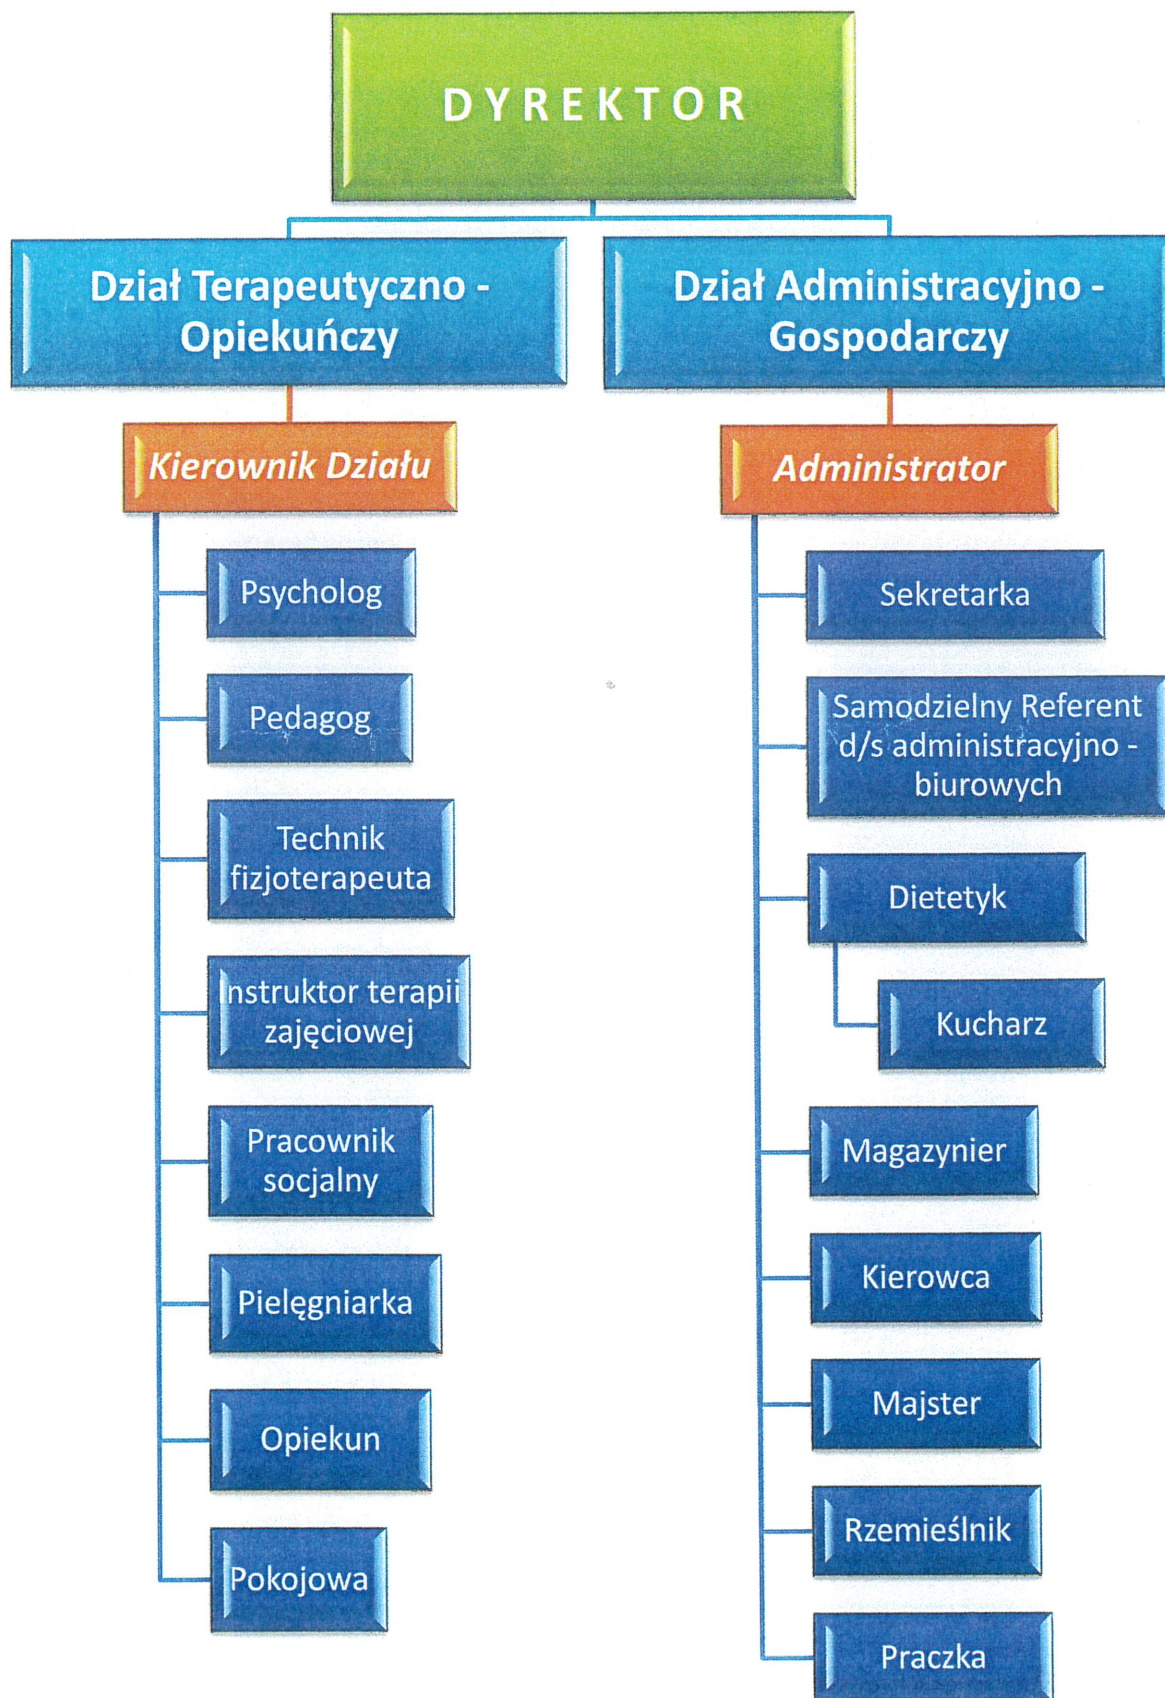 DYREKTOR
Dział Terapeutyczno -
Opiekuńczy
Kierownik Działu
Psycholog
Pedagog
Technik
fizjoterapeuta
Instruktor terapii
zajęciowej
Pracownik
socjalny
Pielęgniarka
Opiekun
Pokojowa
Dział Administracyjno -
Gospodarczy
Administrator
Sekretarka
Samodzielny Referent
d/s administracyjno -
biurowych
Dietetyk
Kucharz
Magazynier
Kierowca
Majster
Rzemieślnik
Praczka